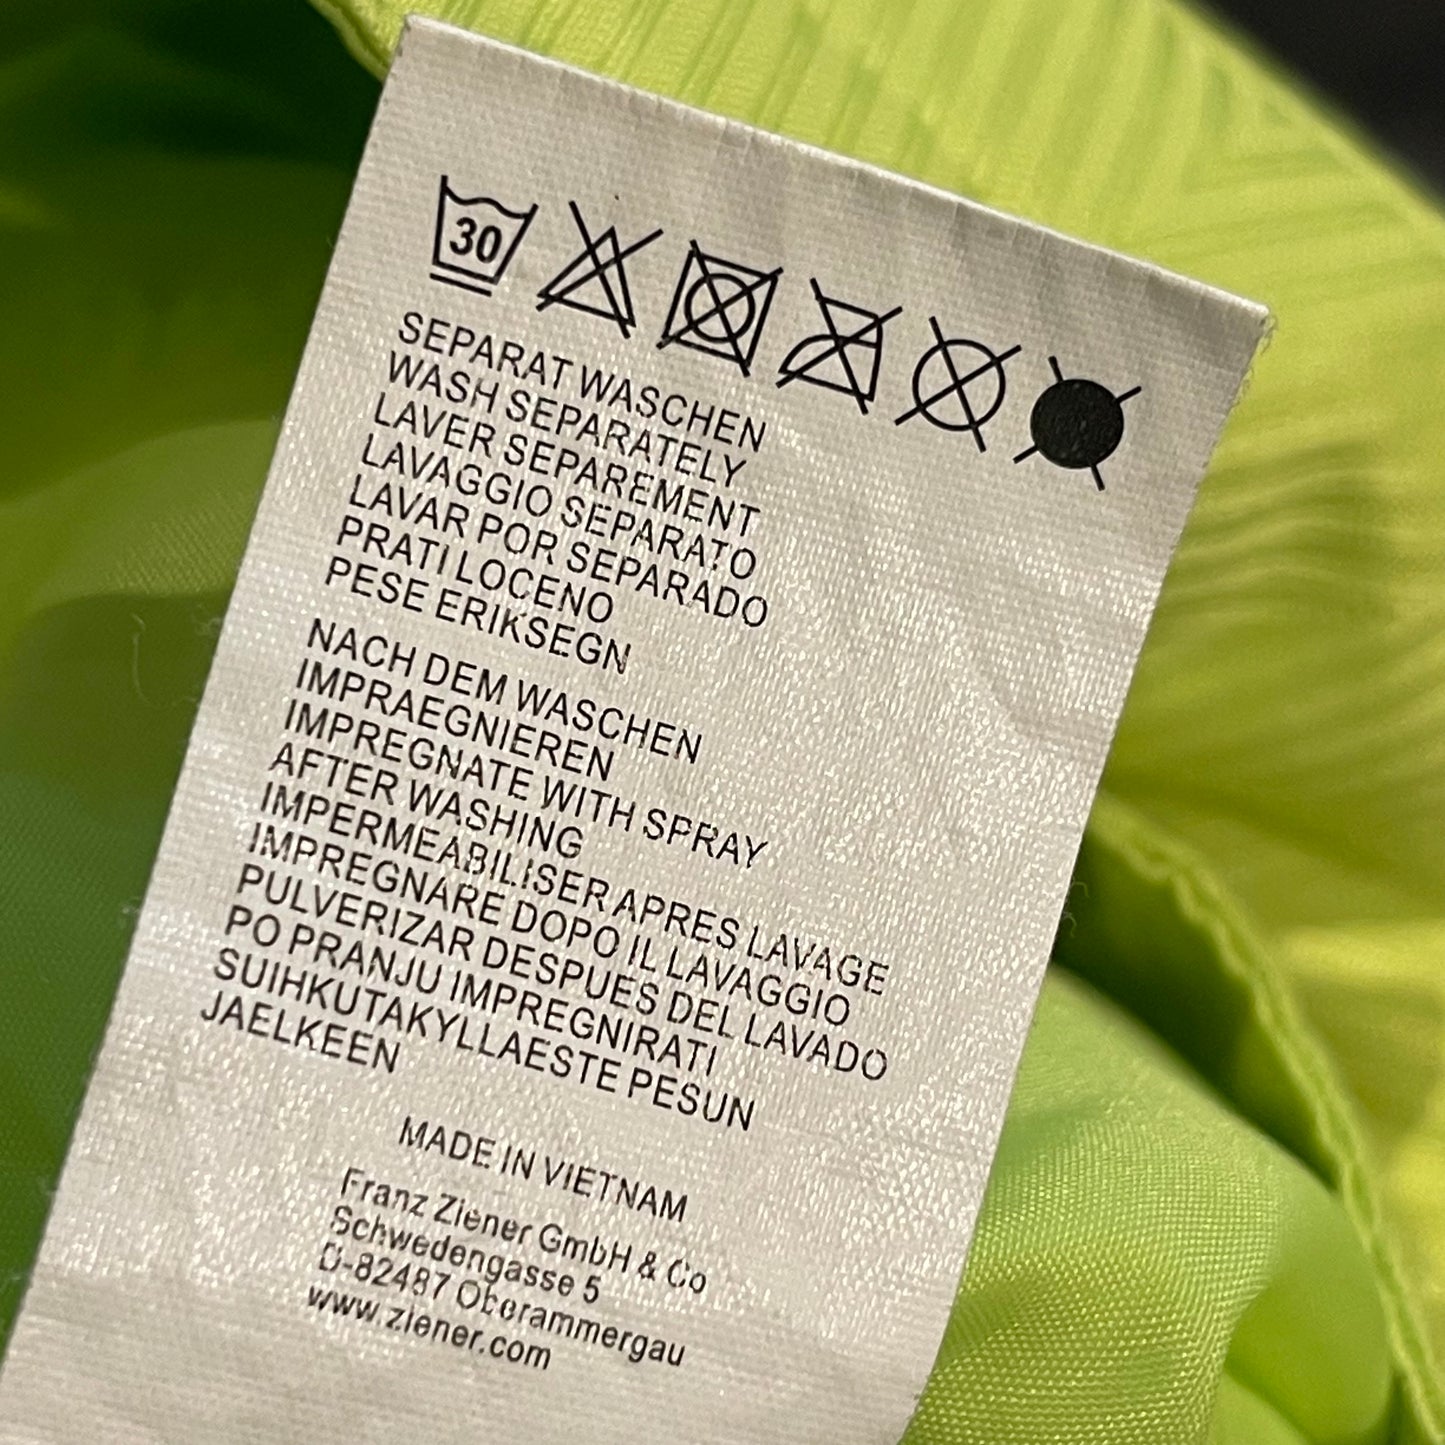 30
SEPARAT WASCHEN
WASH SEPARATELY
LAVER SEPAREMENT
LAVAGGIO SEPARATO
LAVAR POR SEPARADO
PRATI LOCENO
PESE ERIKSEGN
NACH DEM WASCHEN
IMPRAEGNIEREN
IMPREGNATE WITH SPRAY
AFTER WASHING
IMPERMEABILISER APRES LAVAGE
IMPREGNARE DOPO IL LAVAGGIO
PULVERIZAR DESPUES DEL LAVADO
PO PRANJU IMPREGNIRATI
SUIHKUTAKYLLAESTE PESUN
JAELKEEN
MADE IN VIETNAM
Franz Ziener GmbH & Co
Schwedengasse 5
D-82487 Oberammergau
www.ziener.com